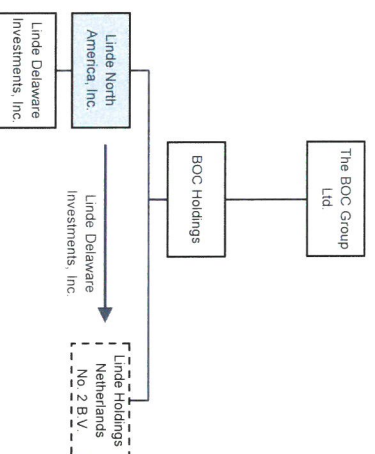 The BOC Group
Ltd.
BOC Holdings
Linde North
America, Inc.
Linde Holdings
Netherlands
No. 2 B.V.
Linde Delaware
Investments, Inc.
Linde Delaware
Investments, Inc.